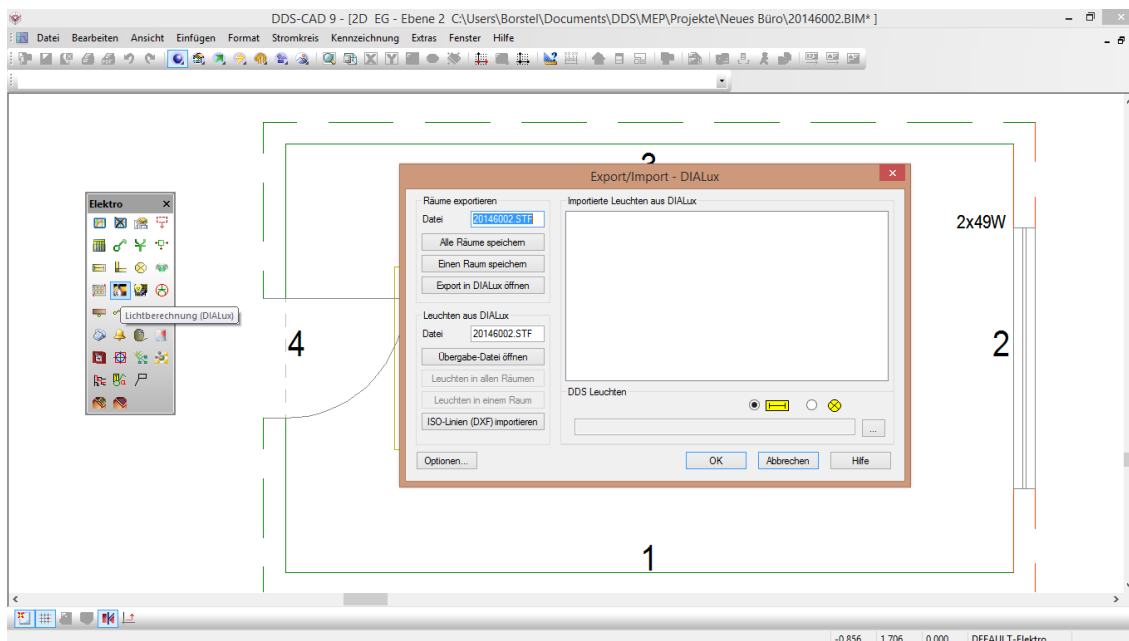 DDS-CAD 9 - [2D EG - Ebene 2 C:\Users\Borstel\Documents\DDS\MEP\Projekte\Neues Büro\20146002.BIM* ]
Datei Bearbeiten Ansicht Einfügen Format Stromkreis Kennzeichnung Extras Fenster Hilfe
Elektro
Lichtberechnung (DIALux)
3
2x49W
4
2
1
Export/Import - DIALux
Räume exportieren
Datei 20146002.STF
Alle Räume speichern
Einen Raum speichern
Export in DIALux öffnen
Leuchten aus DIALux
Datei 20146002.STF
Übergabe-Datei öffnen
Leuchten in allen Räumen
Leuchten in einem Raum
ISO-Linien (DXF) importieren
Importierte Leuchten aus DIALux
DDS Leuchten
...
Optionen...
OK Abbrechen Hilfe
-0.856 1.706 0.000 DEFAULT-Elektro